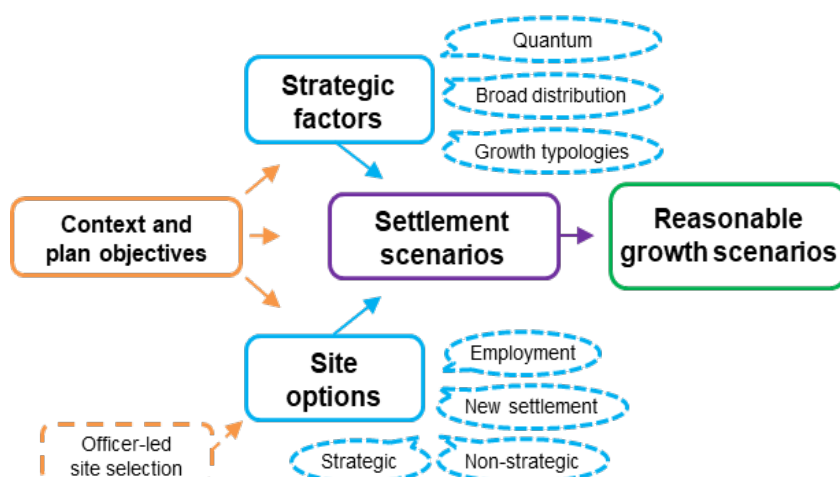 Quantum
Strategic
factors
Broad distribution
Growth typologies
Context and
plan objectives
Settlement
scenarios
Reasonable
growth scenarios
Site
options
Employment
New settlement
Officer-led
site selection
Strategic
Non-strategic